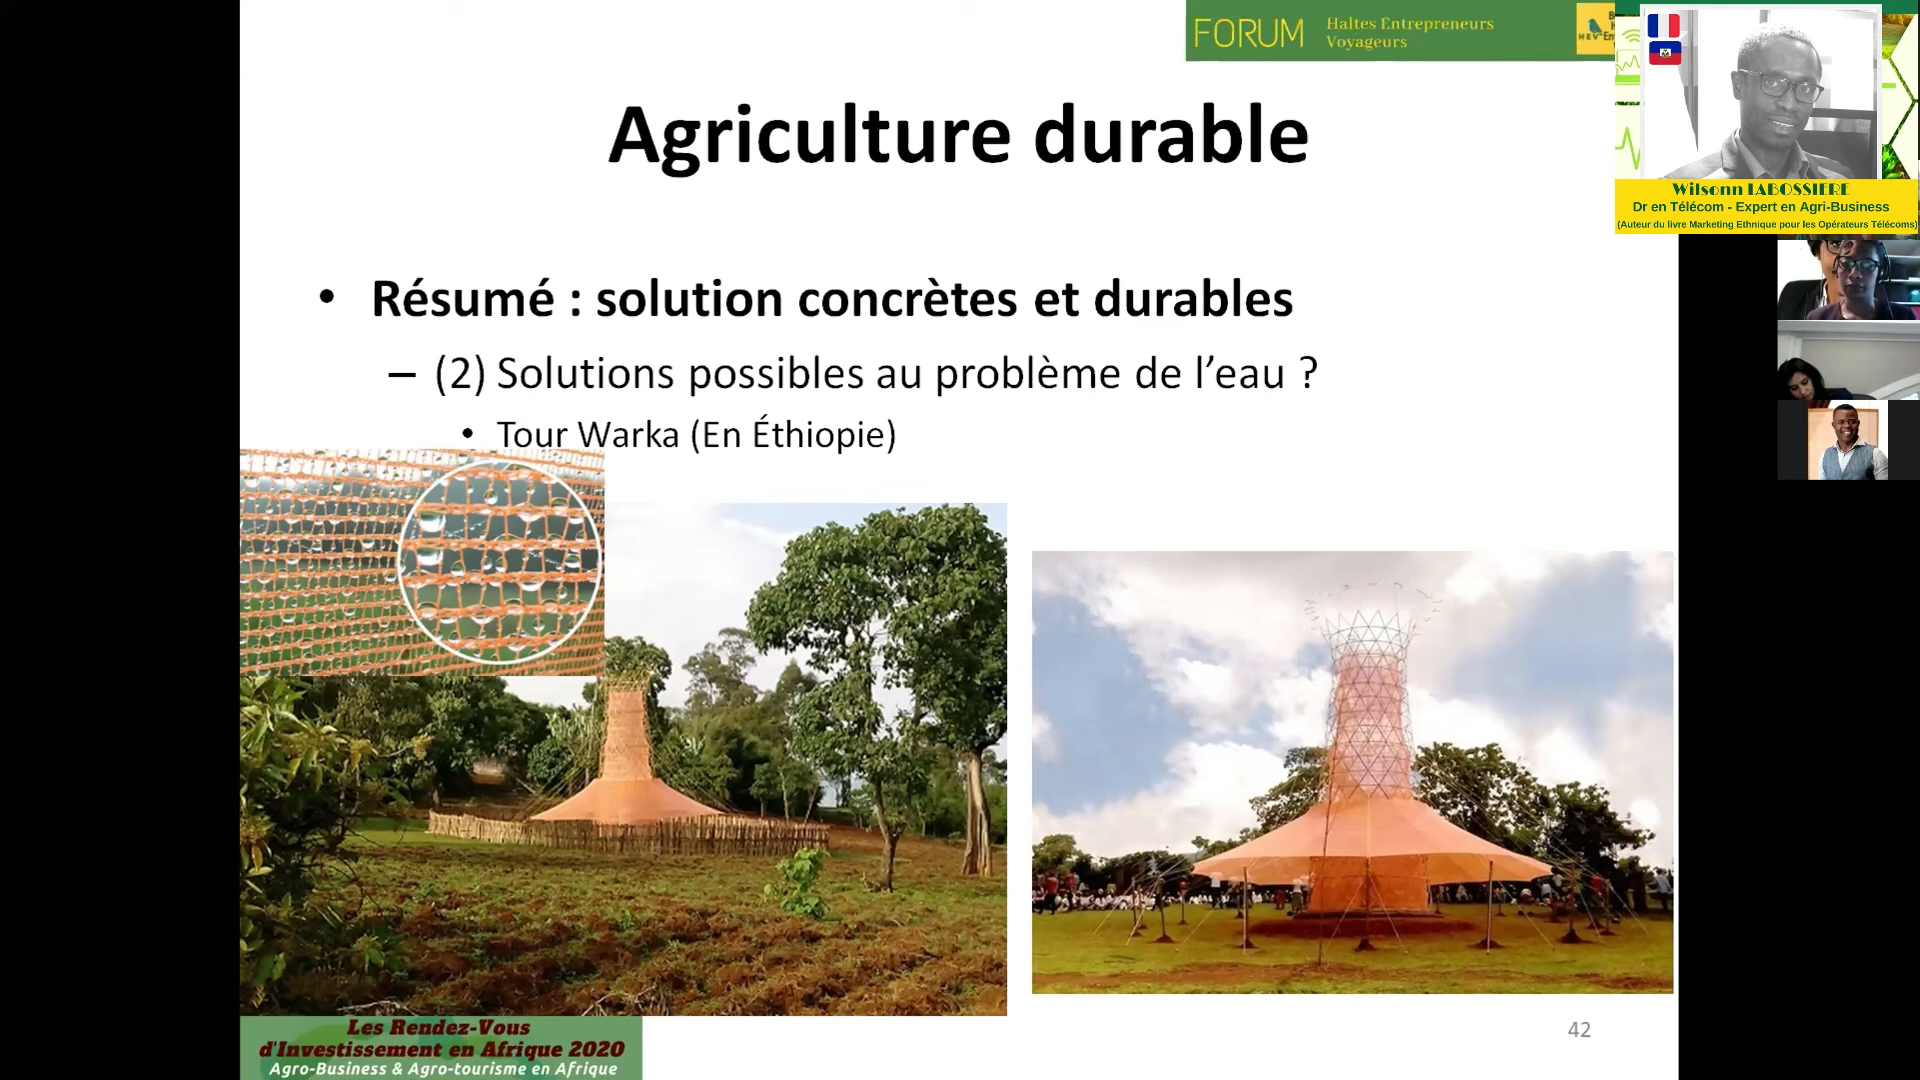 FORUM
Haltes Entrepreneurs
Voyageurs
Agriculture durable
Wilsonn LABOSSIERE
Dr en Télécom - Expert en Agri-Business
(Auteur du livre Marketing Ethnique pour les Opérateurs Télécoms)
• Résumé : solution concrètes et durables
– (2) Solutions possibles au problème de l’eau ?
• Tour Warka (En Éthiopie)
Les Rendez-Vous
d'Investissement en Afrique 2020
Agro-Business & Agro-tourisme en Afrique
42